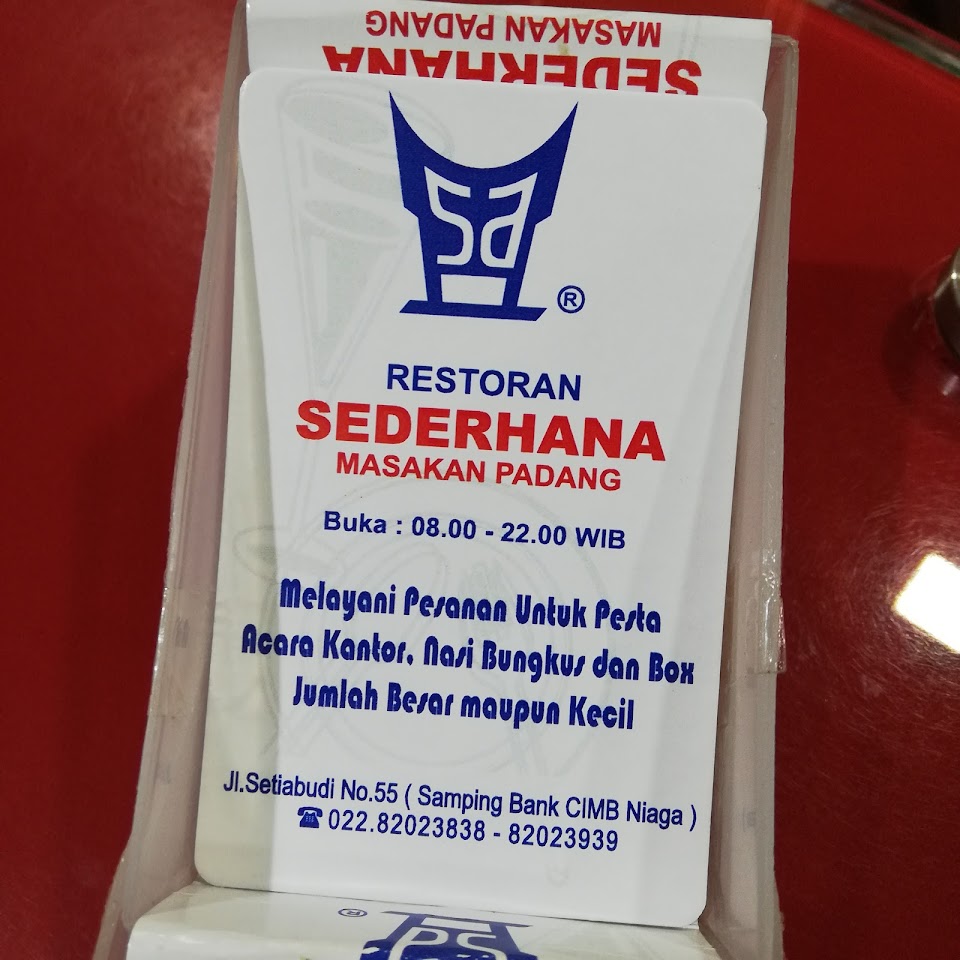 MASAKAN PADANG
SEDERHANA
sa
®
RESTORAN
SEDERHANA
MASAKAN PADANG
Buka : 08.00 - 22.00 WIB
Melayani Pesanan Untuk Pesta
Acara Kantor, Nasi Bungkus dan Box
Jumlah Besar maupun Kecil
Jl.Setiabudi No.55 ( Samping Bank CIMB Niaga )
☎ 022.82023838 - 82023939
®
sa